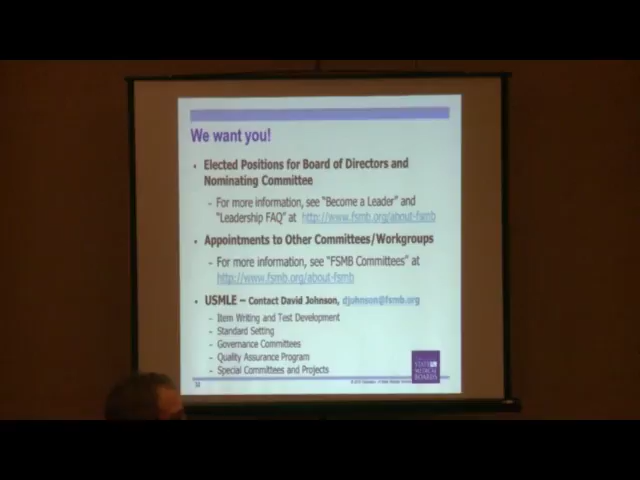 We want you!
• Elected Positions for Board of Directors and
Nominating Committee
- For more information, see "Become a Leader" and
"Leadership FAQ" at http://www.fsmb.org/about-fsmb
• Appointments to Other Committees/Workgroups
- For more information, see "FSMB Committees" at
http://www.fsmb.org/about-fsmb
• USMLE – Contact David Johnson, djohnson@fsmb.org
- Item Writing and Test Development
- Standard Setting
- Governance Committees
- Quality Assurance Program
- Special Committees and Projects
STATE
MEDICAL
BOARDS